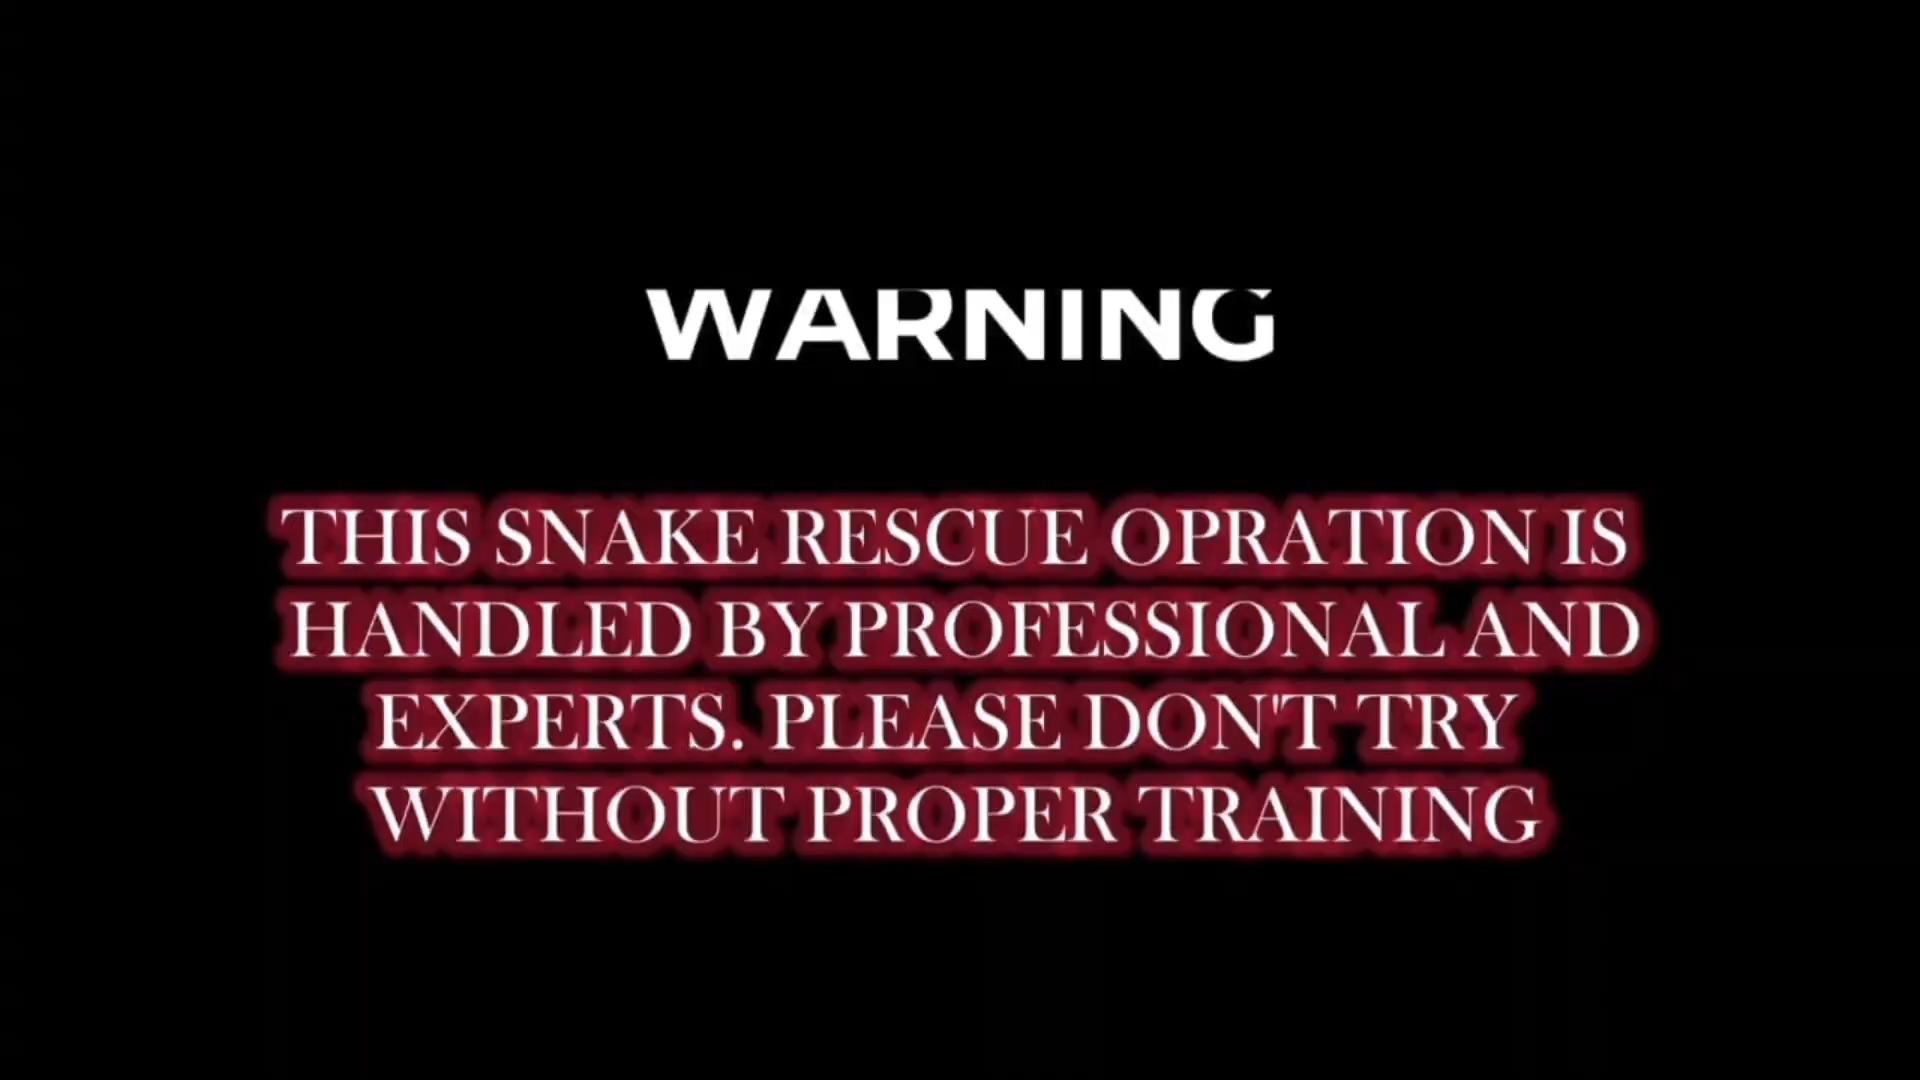 WARNING
THIS SNAKE RESCUE OPRATION IS
HANDLED BY PROFESSIONAL AND
EXPERTS. PLEASE DON'T TRY
WITHOUT PROPER TRAINING